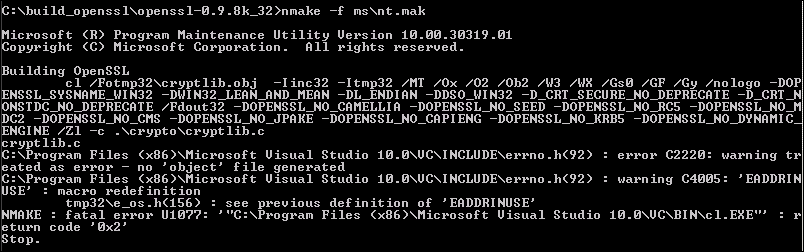 C:\build_openssl\openssl-0.9.8k_32>nmake -f ms\nt.mak
Microsoft (R) Program Maintenance Utility Version 10.00.30319.01
Copyright (C) Microsoft Corporation.  All rights reserved.
Building OpenSSL
        cl /Fotmp32\cryptlib.obj  -Iinc32 -Itmp32 /MT /Ox /O2 /Ob2 /W3 /WX /Gs0 /GF /Gy /nologo -DOP
ENSSL_SYSNAME_WIN32 -DWIN32_LEAN_AND_MEAN -DL_ENDIAN -DDSO_WIN32 -D_CRT_SECURE_NO_DEPRECATE -D_CRT_N
ONSTDC_NO_DEPRECATE /Fdout32 -DOPENSSL_NO_CAMELLIA -DOPENSSL_NO_SEED -DOPENSSL_NO_RC5 -DOPENSSL_NO_M
DC2 -DOPENSSL_NO_CMS -DOPENSSL_NO_JPAKE -DOPENSSL_NO_CAPIENG -DOPENSSL_NO_KRB5 -DOPENSSL_NO_DYNAMIC_
ENGINE /Zl -c .\crypto\cryptlib.c
cryptlib.c
C:\Program Files (x86)\Microsoft Visual Studio 10.0\VC\INCLUDE\errno.h(92) : error C2220: warning tr
eated as error - no 'object' file generated
C:\Program Files (x86)\Microsoft Visual Studio 10.0\VC\INCLUDE\errno.h(92) : warning C4005: 'EADDRIN
USE' : macro redefinition
        tmp32\e_os.h(156) : see previous definition of 'EADDRINUSE'
NMAKE : fatal error U1077: '"C:\Program Files (x86)\Microsoft Visual Studio 10.0\VC\BIN\cl.EXE"' : r
eturn code '0x2'
Stop.